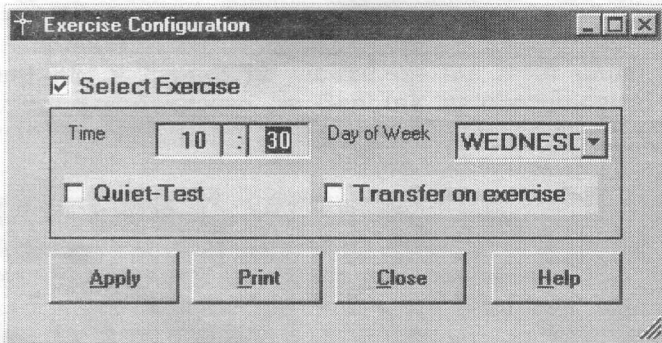 Exercise Configuration
Select Exercise
Time 10 : 30 Day of Week WEDNESD
Quiet-Test Transfer on exercise
Apply Print Close Help